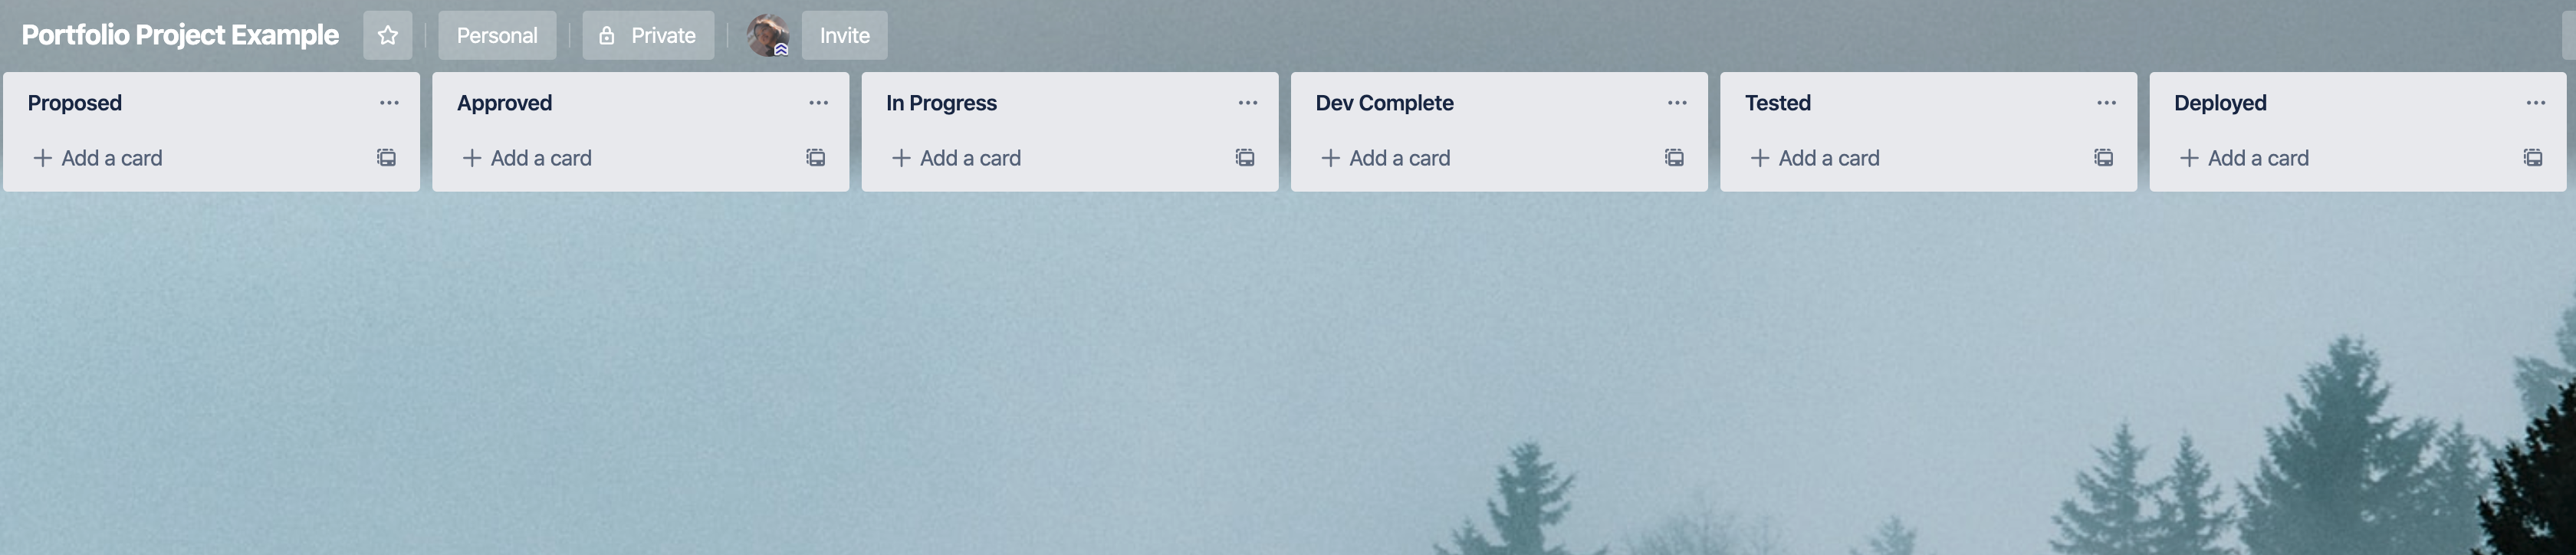 Portfolio Project Example Personal Private Invite
Proposed Approved In Progress Dev Complete Tested Deployed
Add a card Add a card Add a card Add a card Add a card Add a card